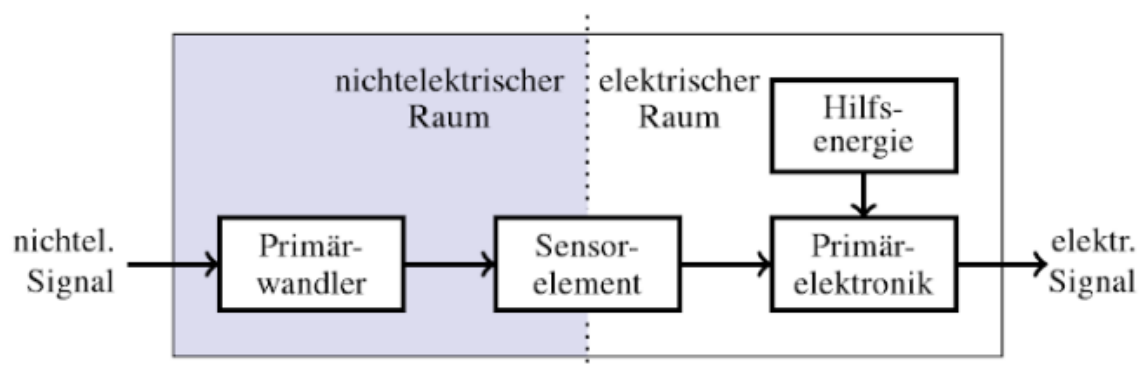 nichtelektrischer
Raum
elektrischer
Raum
Hilfs-
energie
nichtel.
Signal
Primär-
wandler
Sensor-
element
Primär-
elektronik
elektr.
Signal